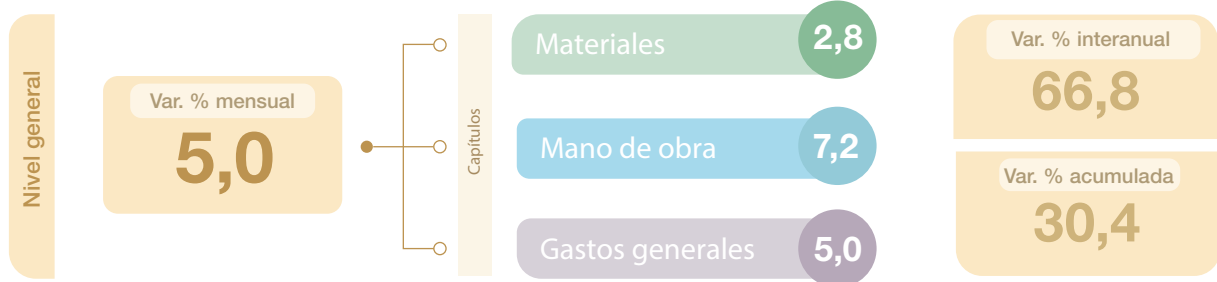 Nivel general
Var. % mensual
5,0
Capítulos
Materiales
2,8
Mano de obra
7,2
Gastos generales
5,0
Var. % interanual
66,8
Var. % acumulada
30,4